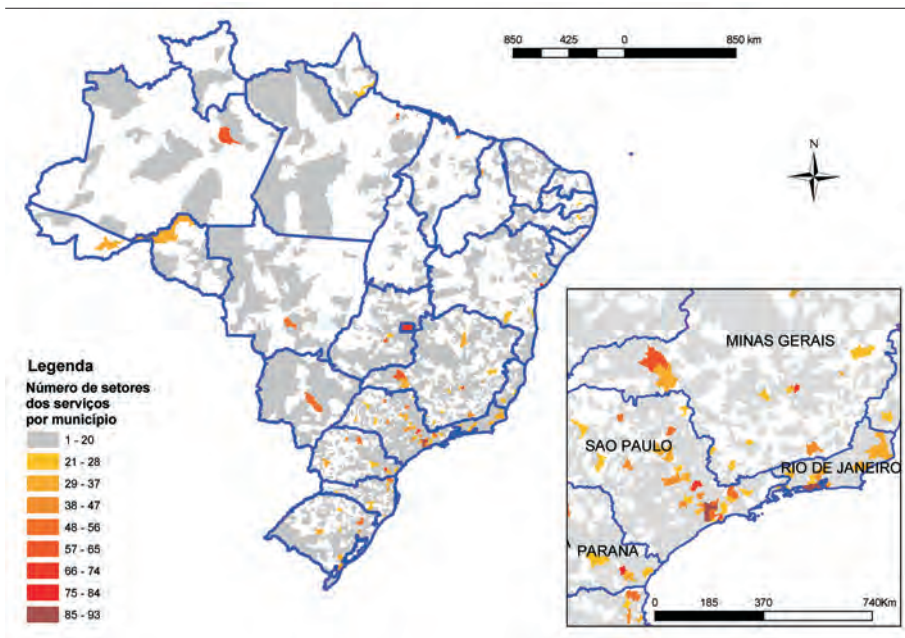 850 425 0 850 km
N
Legenda
Número de setores
dos serviços
por município
1 - 20
21 - 28
29 - 37
38 - 47
48 - 56
57 - 65
66 - 74
75 - 84
85 - 93
MINAS GERAIS
SAO PAULO
RIO DE JANEIRO
PARANA
0 185 370 740Km